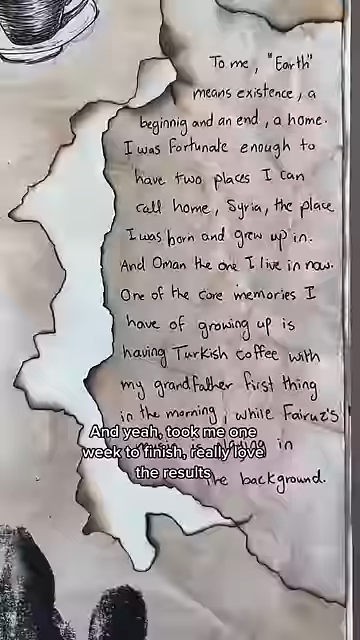 To me, "Earth"
means existence, a
beginnig and an end, a home.
I was fortunate enough to
have two places I can
call home, Syria, the place
I was born and grew up in.
And Oman the one I live in now.
One of the core memories I
have of growing up is
having Turkish coffee with
my grandfather first thing
in the morning, while Fairuz's
in
the background.
And yeah, took me one
week to finish, really love
the results